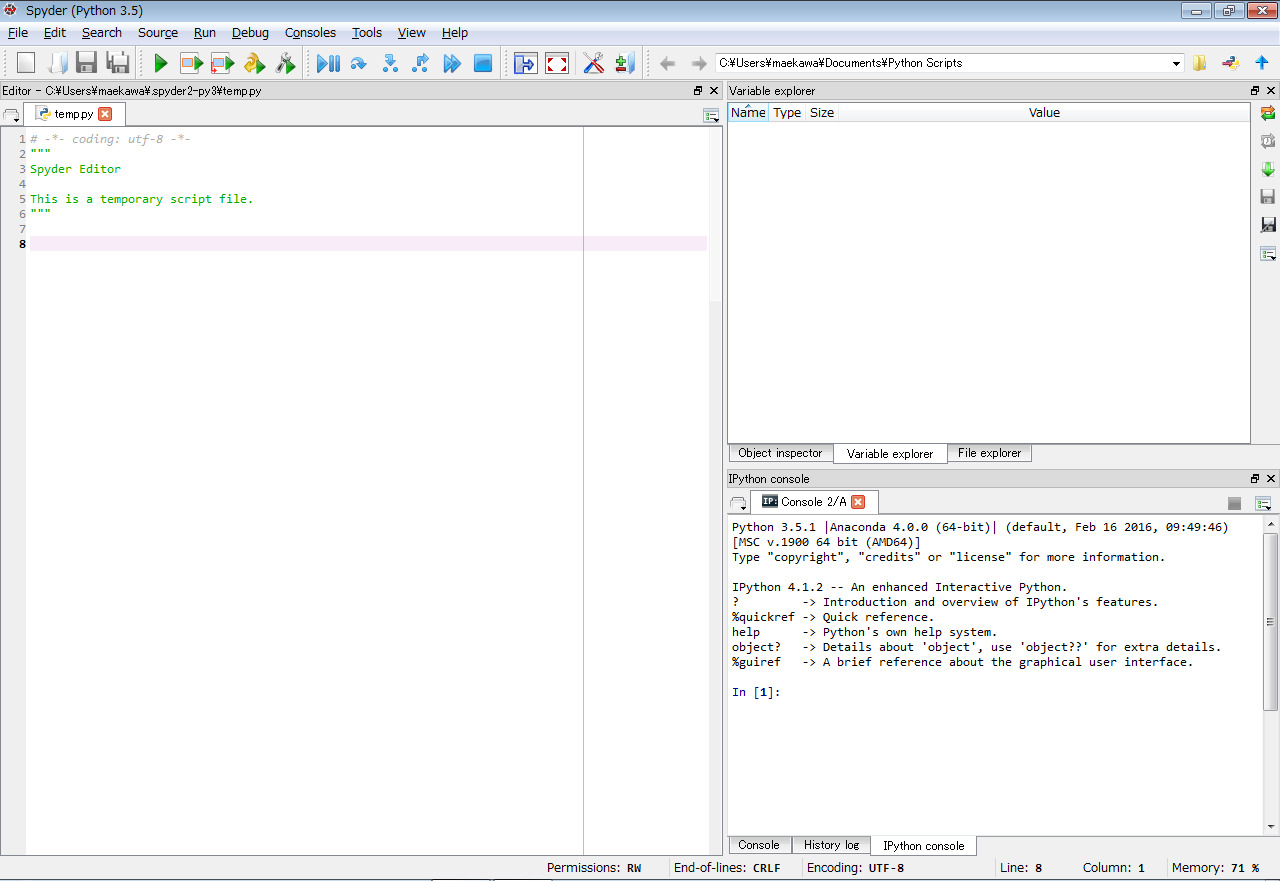 Spyder (Python 3.5)
File Edit Search Source Run Debug Consoles Tools View Help
C:¥Users¥maekawa¥Documents¥Python Scripts
Editor - C:¥Users¥maekawa¥.spyder2-py3¥temp.py
temp.py
1 # -*- coding: utf-8 -*-
2 """
3 Spyder Editor
4
5 This is a temporary script file.
6 """
7
8
Variable explorer
Name Type Size Value
Object inspector Variable explorer File explorer
IPython console
IP: Console 2/A
Python 3.5.1 |Anaconda 4.0.0 (64-bit)| (default, Feb 16 2016, 09:49:46)
[MSC v.1900 64 bit (AMD64)]
Type "copyright", "credits" or "license" for more information.
IPython 4.1.2 -- An enhanced Interactive Python.
? -> Introduction and overview of IPython's features.
%quickref -> Quick reference.
help -> Python's own help system.
object? -> Details about 'object', use 'object??' for extra details.
%guiref -> A brief reference about the graphical user interface.
In [1]:
Console History log IPython console
Permissions: RW End-of-lines: CRLF Encoding: UTF-8 Line: 8 Column: 1 Memory: 71 %